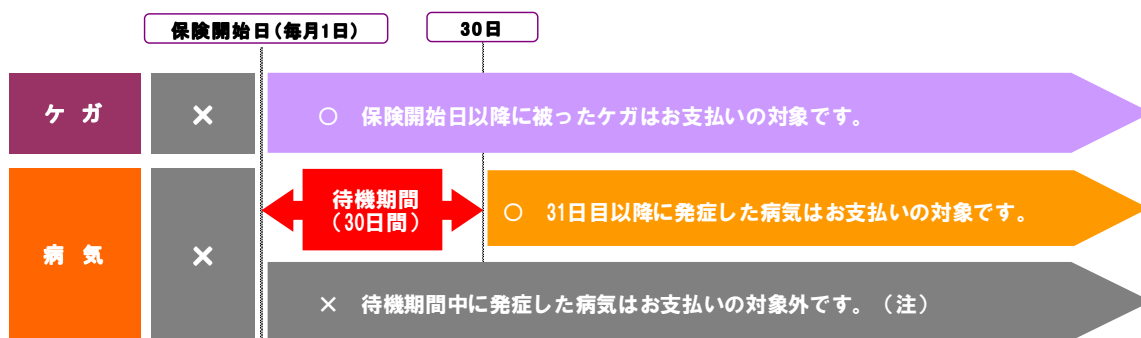 保険開始日(毎月1日)
30日
ケ ガ
×
○ 保険開始日以降に被ったケガはお支払いの対象です。
待機期間
(30日間)
○ 31日目以降に発症した病気はお支払いの対象です。
病 気
×
× 待機期間中に発症した病気はお支払いの対象外です。(注)